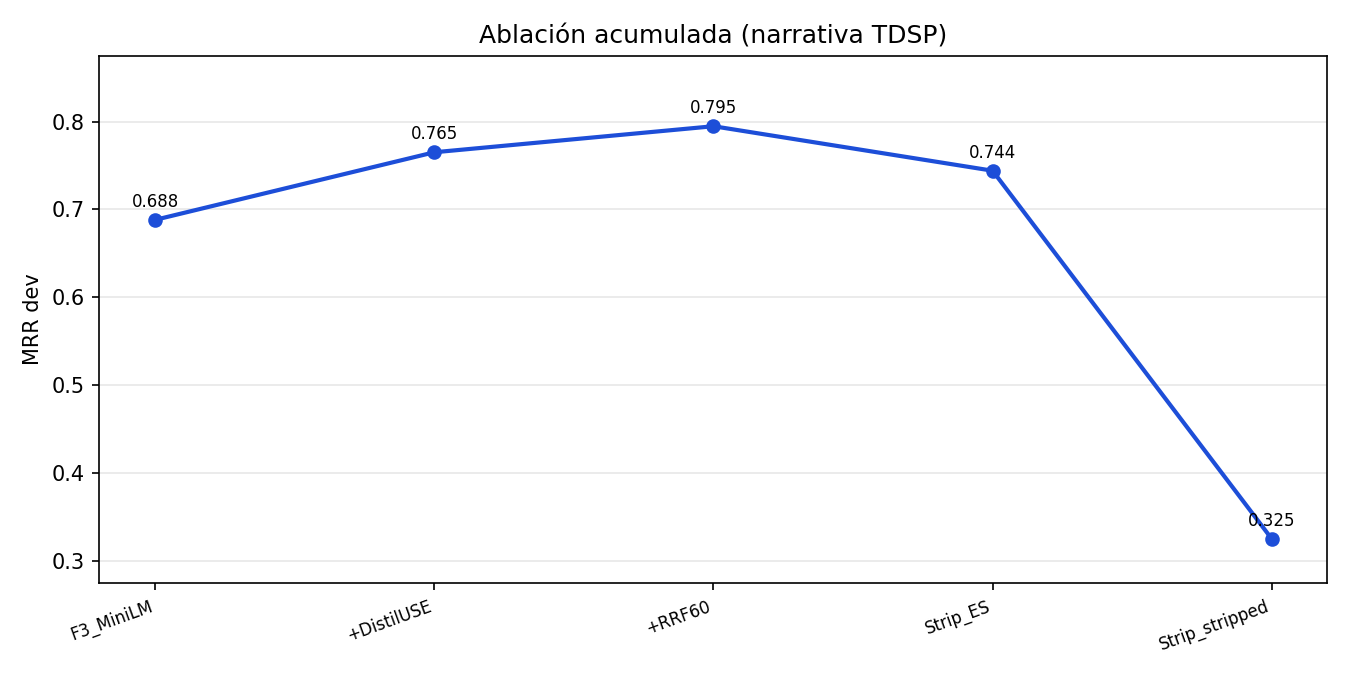 Ablación acumulada (narrativa TDSP)
MRR dev
0.8
0.7
0.6
0.5
0.4
0.3
0.688
0.765
0.795
0.744
0.325
F3_MiniLM
+DistilUSE
+RRF60
Strip_ES
Strip_stripped